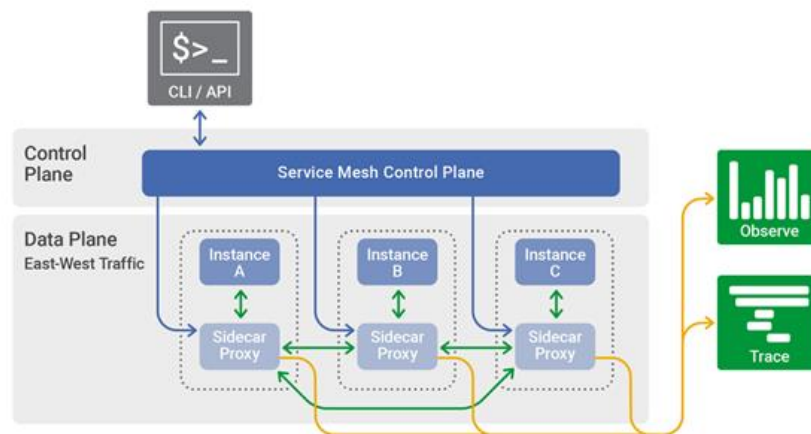 $>_
CLI / API
Control
Plane
Service Mesh Control Plane
Data Plane
East-West Traffic
Instance
A
Instance
B
Instance
C
Sidecar
Proxy
Sidecar
Proxy
Sidecar
Proxy
Observe
Trace